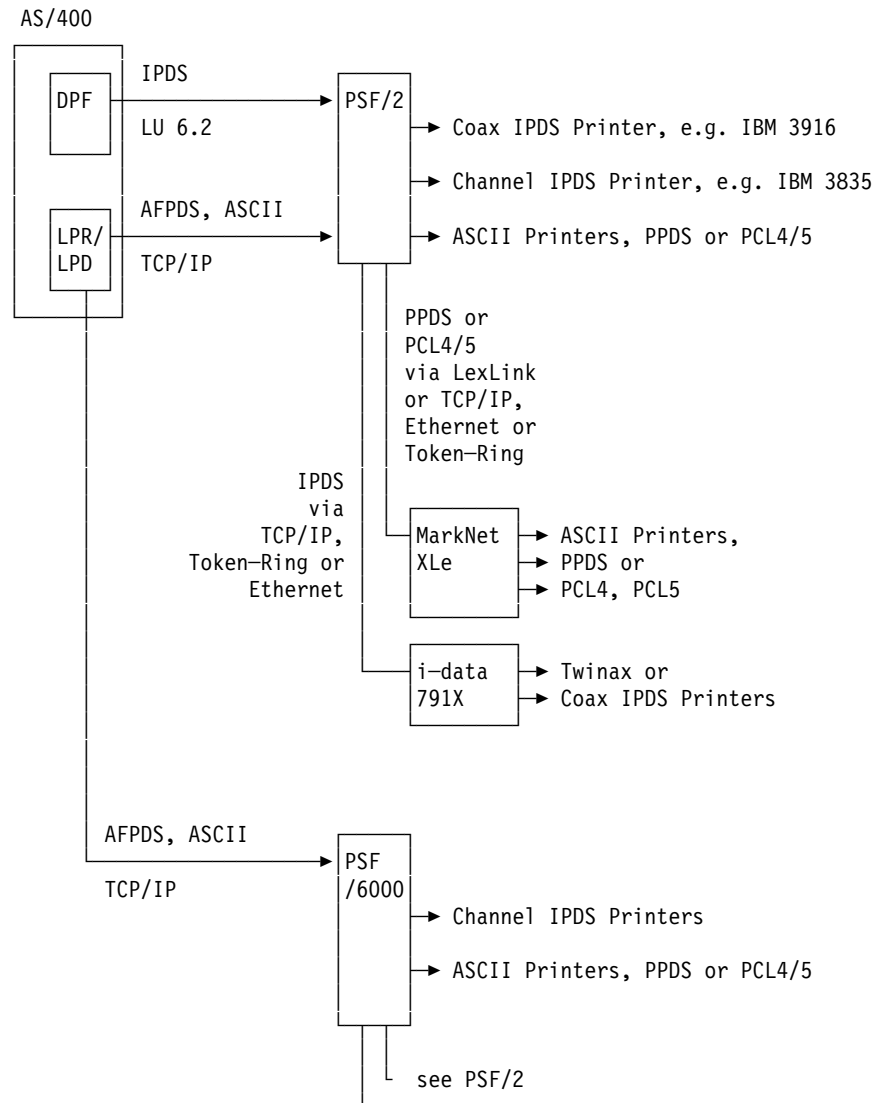 AS/400
IPDS
DPF
PSF/2
LU 6.2
Coax IPDS Printer, e.g. IBM 3916
Channel IPDS Printer, e.g. IBM 3835
AFPDS, ASCII
LPR/
LPD
ASCII Printers, PPDS or PCL4/5
TCP/IP
PPDS or
PCL4/5
via LexLink
or TCP/IP,
Ethernet or
Token—Ring
IPDS
via
TCP/IP,
Token—Ring or
Ethernet
MarkNet
XLe
ASCII Printers,
PPDS or
PCL4, PCL5
i—data
791X
Twinax or
Coax IPDS Printers
AFPDS, ASCII
TCP/IP
PSF
/6000
Channel IPDS Printers
ASCII Printers, PPDS or PCL4/5
see PSF/2